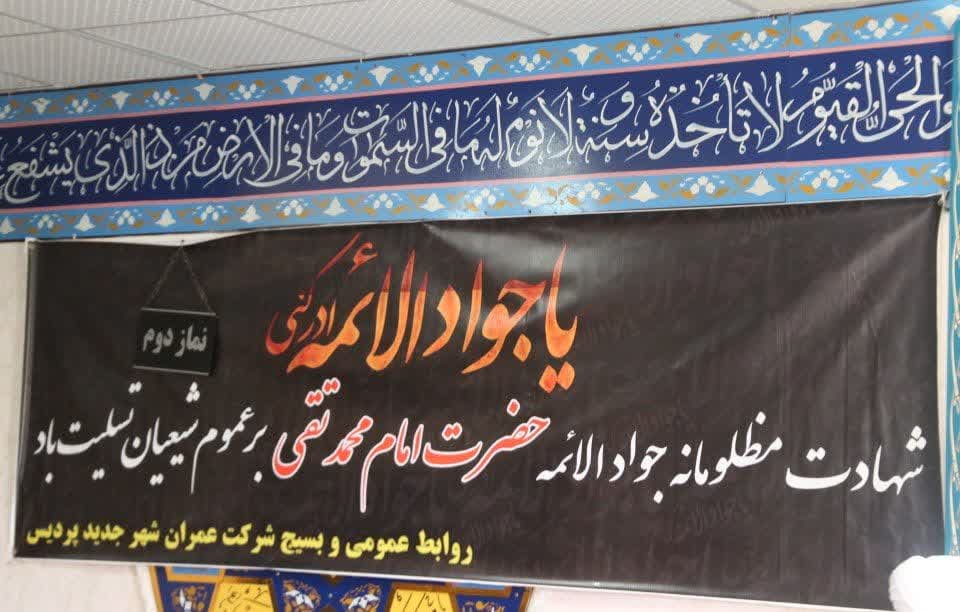 الحی القیوم لا تأخذه سنة ولا نوم له ما فی السموات وما فی الارض من ذا الذی یشفع
یا جواد الائمه ادرکنی
نماز دوم
شهادت مظلومانه جواد الائمه حضرت امام محمد تقی بر عموم شیعیان تسلیت باد
روابط عمومی و بسیج شرکت عمران شهر جدید پردیس